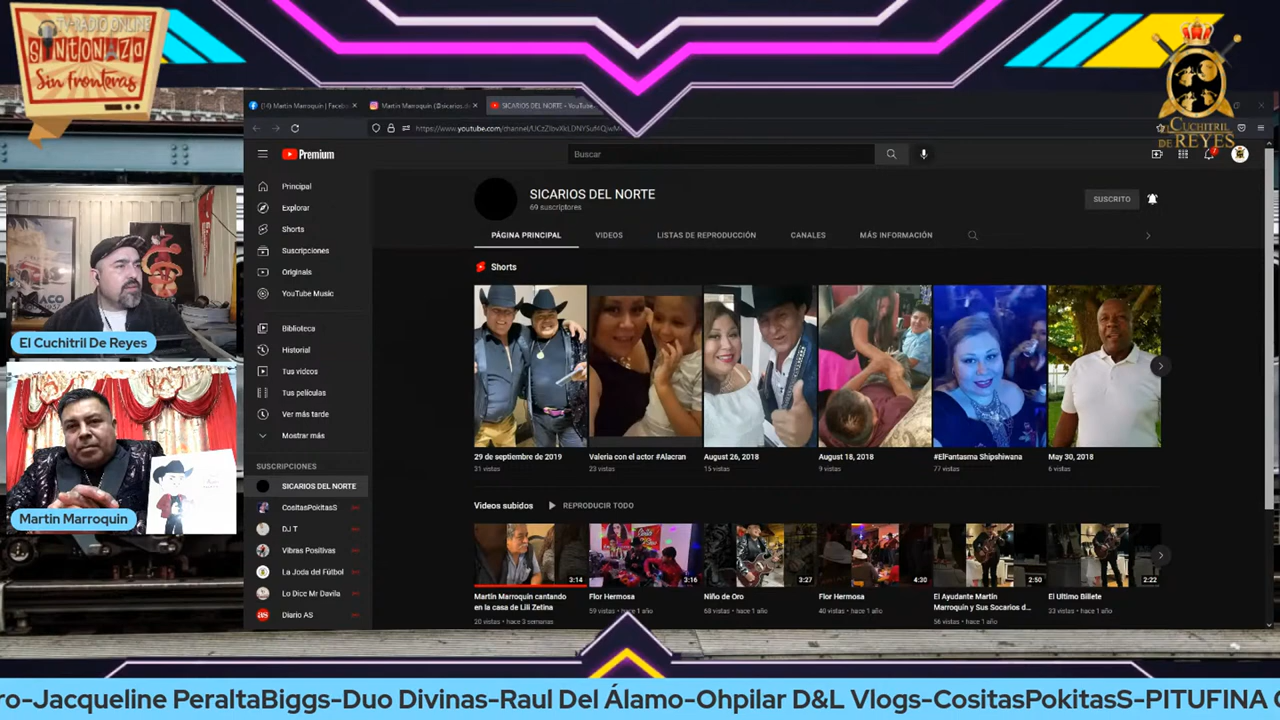 TV-RADIO ONLINE
SINTONIZA
Sin Fronteras
CUCHITRIL
DE REYES
(14) Martin Marroquin | Faceb
Martin Marroquin (@sicarios.d
SICARIOS DEL NORTE - YouTube
Premium
Buscar
Principal
Explorar
Shorts
Suscripciones
Originals
YouTube Music
Biblioteca
Historial
Tus videos
Tus películas
Ver más tarde
Mostrar más
SUSCRIPCIONES
SICARIOS DEL NORTE
CositasPokitasS
DJ T
Vibras Positivas
La Joda del Fútbol
Lo Dice Mr Davila
Diario AS
SICARIOS DEL NORTE
69 suscriptores
SUSCRITO
PÁGINA PRINCIPAL
VIDEOS
LISTAS DE REPRODUCCIÓN
CANALES
MÁS INFORMACIÓN
Shorts
29 de septiembre de 2019
31 vistas
Valeria con el actor #Alacran
23 vistas
August 26, 2018
15 vistas
August 18, 2018
9 vistas
#ElFantasma Shipshiwana
77 vistas
May 30, 2018
6 vistas
Videos subidos
REPRODUCIR TODO
3:14
Martin Marroquin cantando
en la casa de Lili Zetina
20 vistas • hace 3 semanas
3:16
Flor Hermosa
59 vistas • hace 1 año
3:27
Niño de Oro
68 vistas • hace 1 año
4:30
Flor Hermosa
40 vistas • hace 1 año
2:50
El Ayudante Martín
Marroquin y Sus Socarios d...
56 vistas • hace 1 año
2:22
El Ultimo Billete
33 vistas • hace 1 año
El Cuchitril De Reyes
Martin Marroquin
ro-Jacqueline PeraltaBiggs-Duo Divinas-Raul Del Álamo-Ohpilar D&L Vlogs-CositasPokitasS-PITUFINA